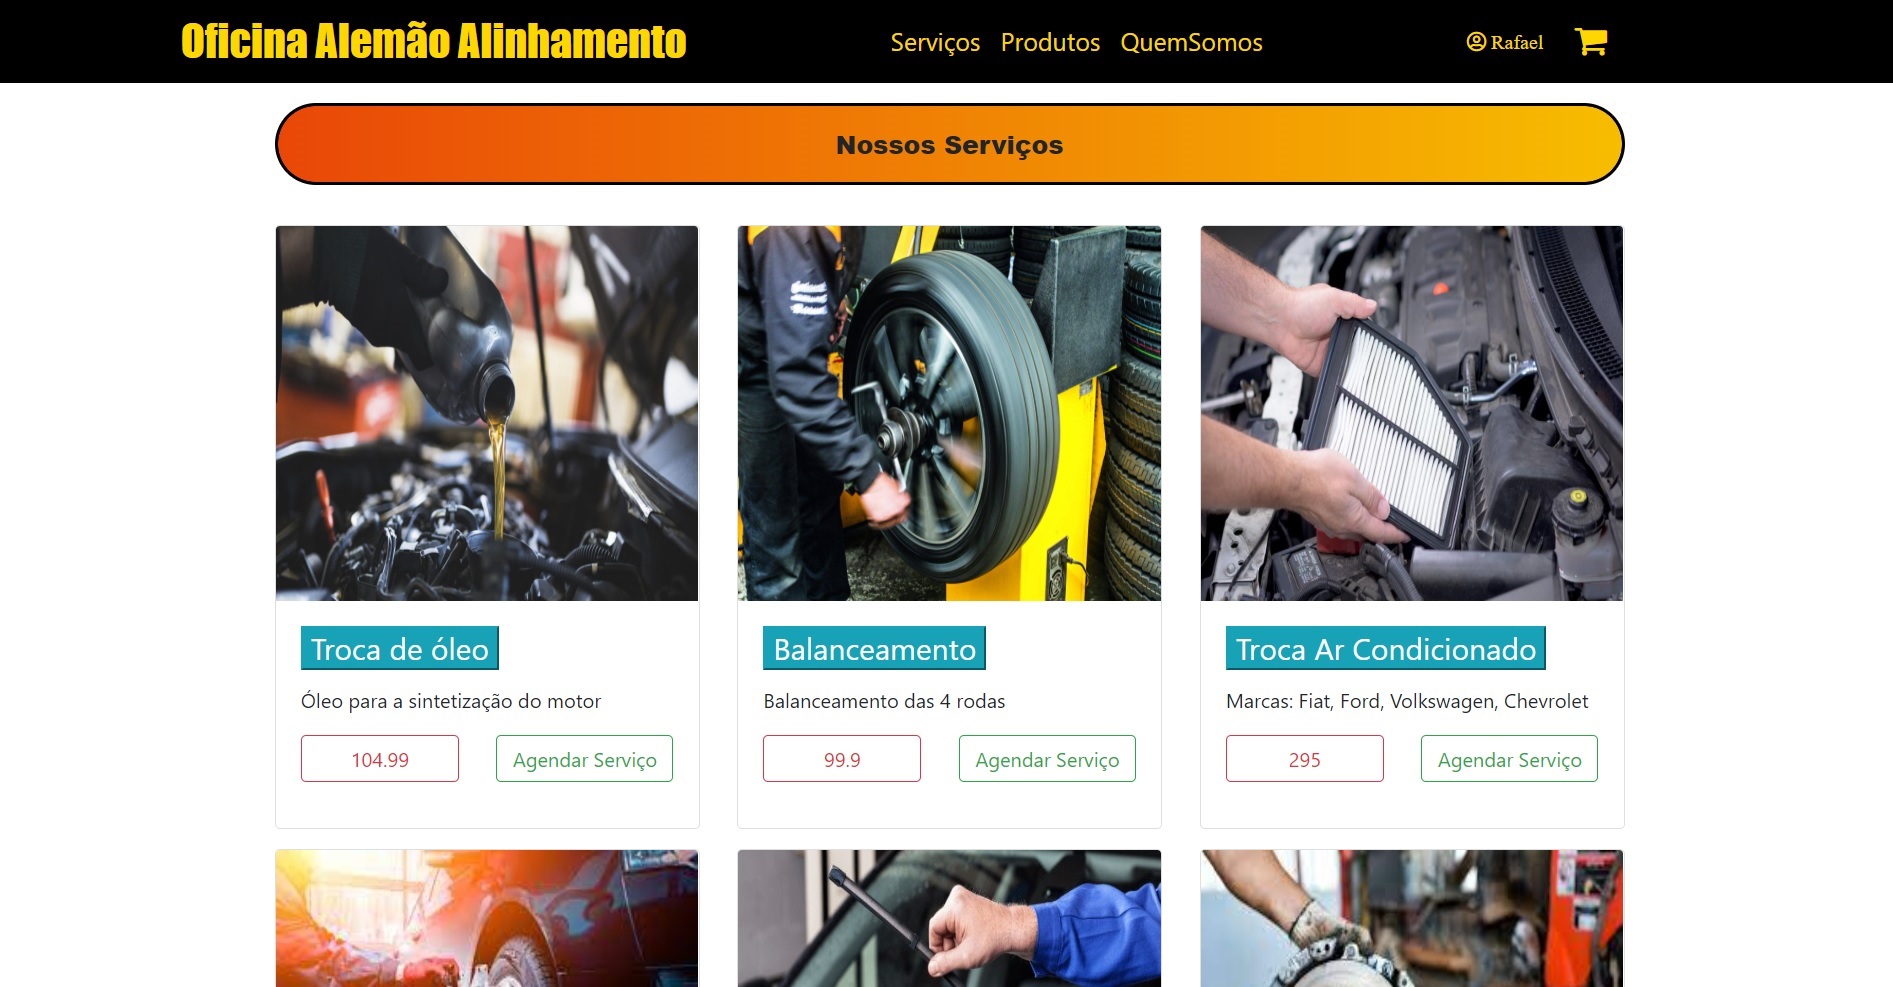 Oficina Alemão Alinhamento
Serviços Produtos QuemSomos
Rafael
Nossos Serviços
Troca de óleo
Óleo para a sintetização do motor
104.99 Agendar Serviço
Balanceamento
Balanceamento das 4 rodas
99.9 Agendar Serviço
Troca Ar Condicionado
Marcas: Fiat, Ford, Volkswagen, Chevrolet
295 Agendar Serviço